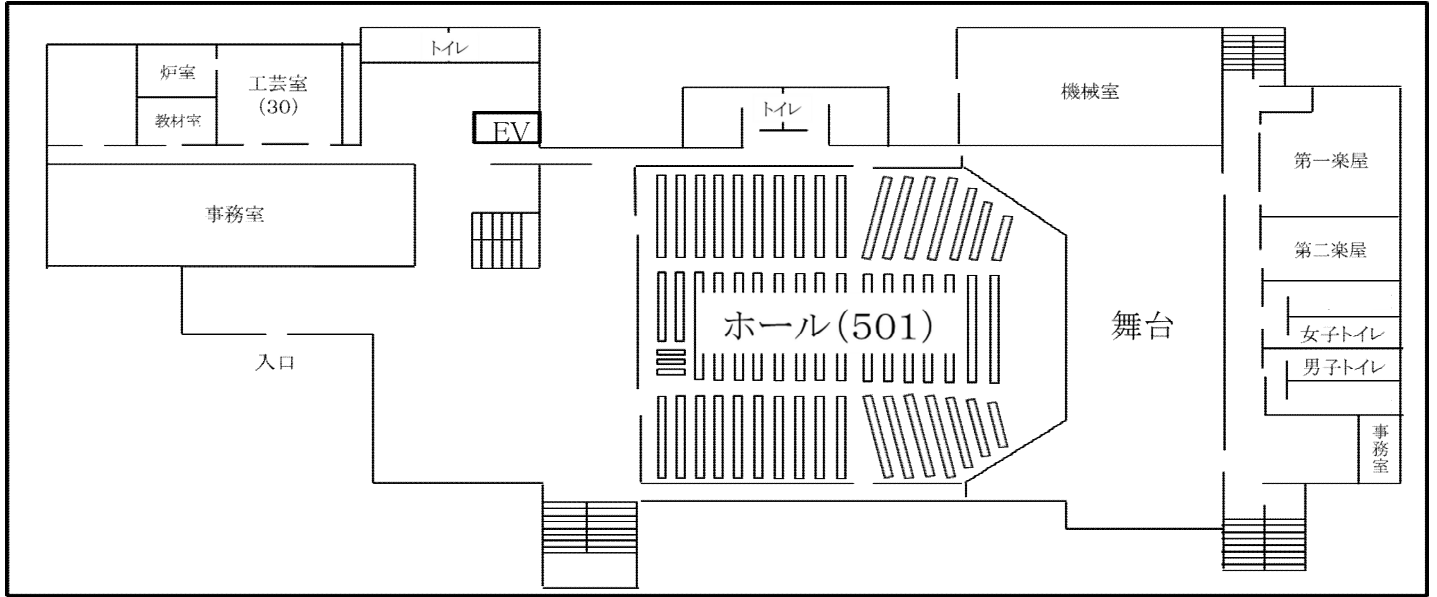 トイレ
炉室
工芸室
(30)
教材室
EV
トイレ
機械室
第一楽屋
事務室
第二楽屋
ホール(501)
舞台
女子トイレ
男子トイレ
入口
事務室